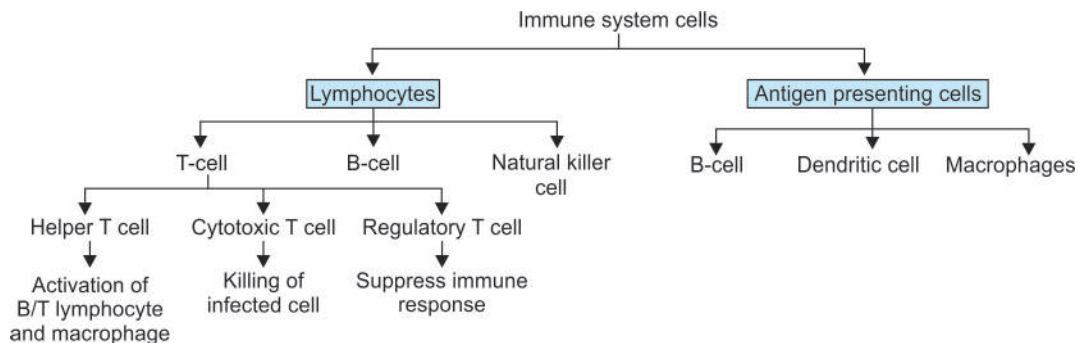 Immune system cells
Lymphocytes
Antigen presenting cells
T-cell
B-cell
Natural killer
cell
B-cell
Dendritic cell
Macrophages
Helper T cell
Cytotoxic T cell
Regulatory T cell
Activation of
B/T lymphocyte
and macrophage
Killing of
infected cell
Suppress immune
response